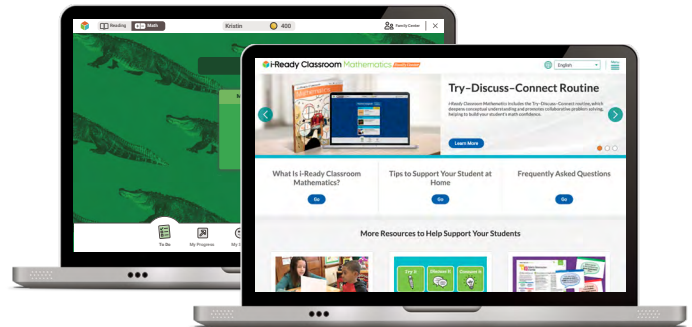 Reading
Math
Kristin
400
Family Center
To Do
My Progress
i-Ready Classroom Mathematics Family Center
English
Menu
Mathematics
Try–Discuss–Connect Routine
i-Ready Classroom Mathematics includes the Try–Discuss–Connect routine, which
deepens conceptual understanding and promotes collaborative problem solving,
helping to build your student's math confidence.
Learn More
What Is i-Ready Classroom
Mathematics?
Go
Tips to Support Your Student at
Home
Go
Frequently Asked Questions
Go
More Resources to Help Support Your Students
Try it
Discuss it
Connect it